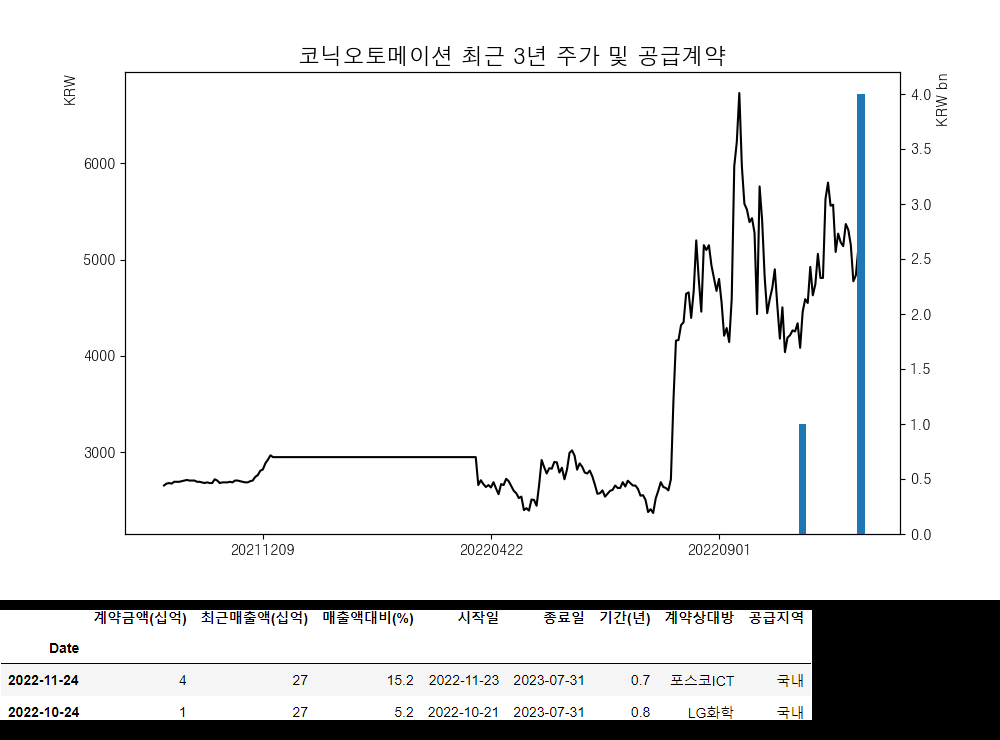 코닉오토메이션 최근 3년 주가 및 공급계약
KRW
KRW bn
6000
5000
4000
3000
4.0
3.5
3.0
2.5
2.0
1.5
1.0
0.5
0.0
20211209 20220422 20220901
계약금액(십억) 최근매출액(십억) 매출액대비(%) 시작일 종료일 기간(년) 계약상대방 공급지역
Date
2022-11-24 4 27 15.2 2022-11-23 2023-07-31 0.7 포스코ICT 국내
2022-10-24 1 27 5.2 2022-10-21 2023-07-31 0.8 LG화학 국내